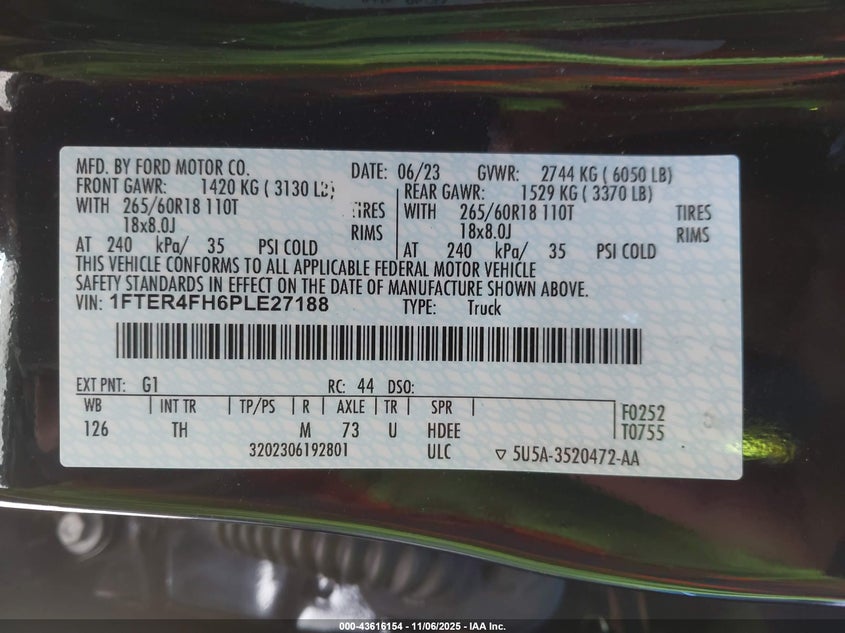 MFD. BY FORD MOTOR CO. DATE: 06/23 GVWR: 2744 KG ( 6050 LB)
FRONT GAWR: 1420 KG ( 3130 LB) REAR GAWR: 1529 KG ( 3370 LB)
WITH 265/60R18 110T TIRES WITH 265/60R18 110T TIRES
18x8.0J RIMS 18x8.0J RIMS
AT 240 kPa/ 35 PSI COLD AT 240 kPa/ 35 PSI COLD
THIS VEHICLE CONFORMS TO ALL APPLICABLE FEDERAL MOTOR VEHICLE
SAFETY STANDARDS IN EFFECT ON THE DATE OF MANUFACTURE SHOWN ABOVE.
VIN: 1FTER4FH6PLE27188 TYPE: Truck
EXT PNT: G1 RC: 44 DSO:
WB INT TR TP/PS R AXLE TR SPR F0252
126 TH M 73 U HDEE T0755
3202306192801 ULC ▽ 5U5A-3520472-AA
000-43616154 - 11/06/2025 - IAA Inc.